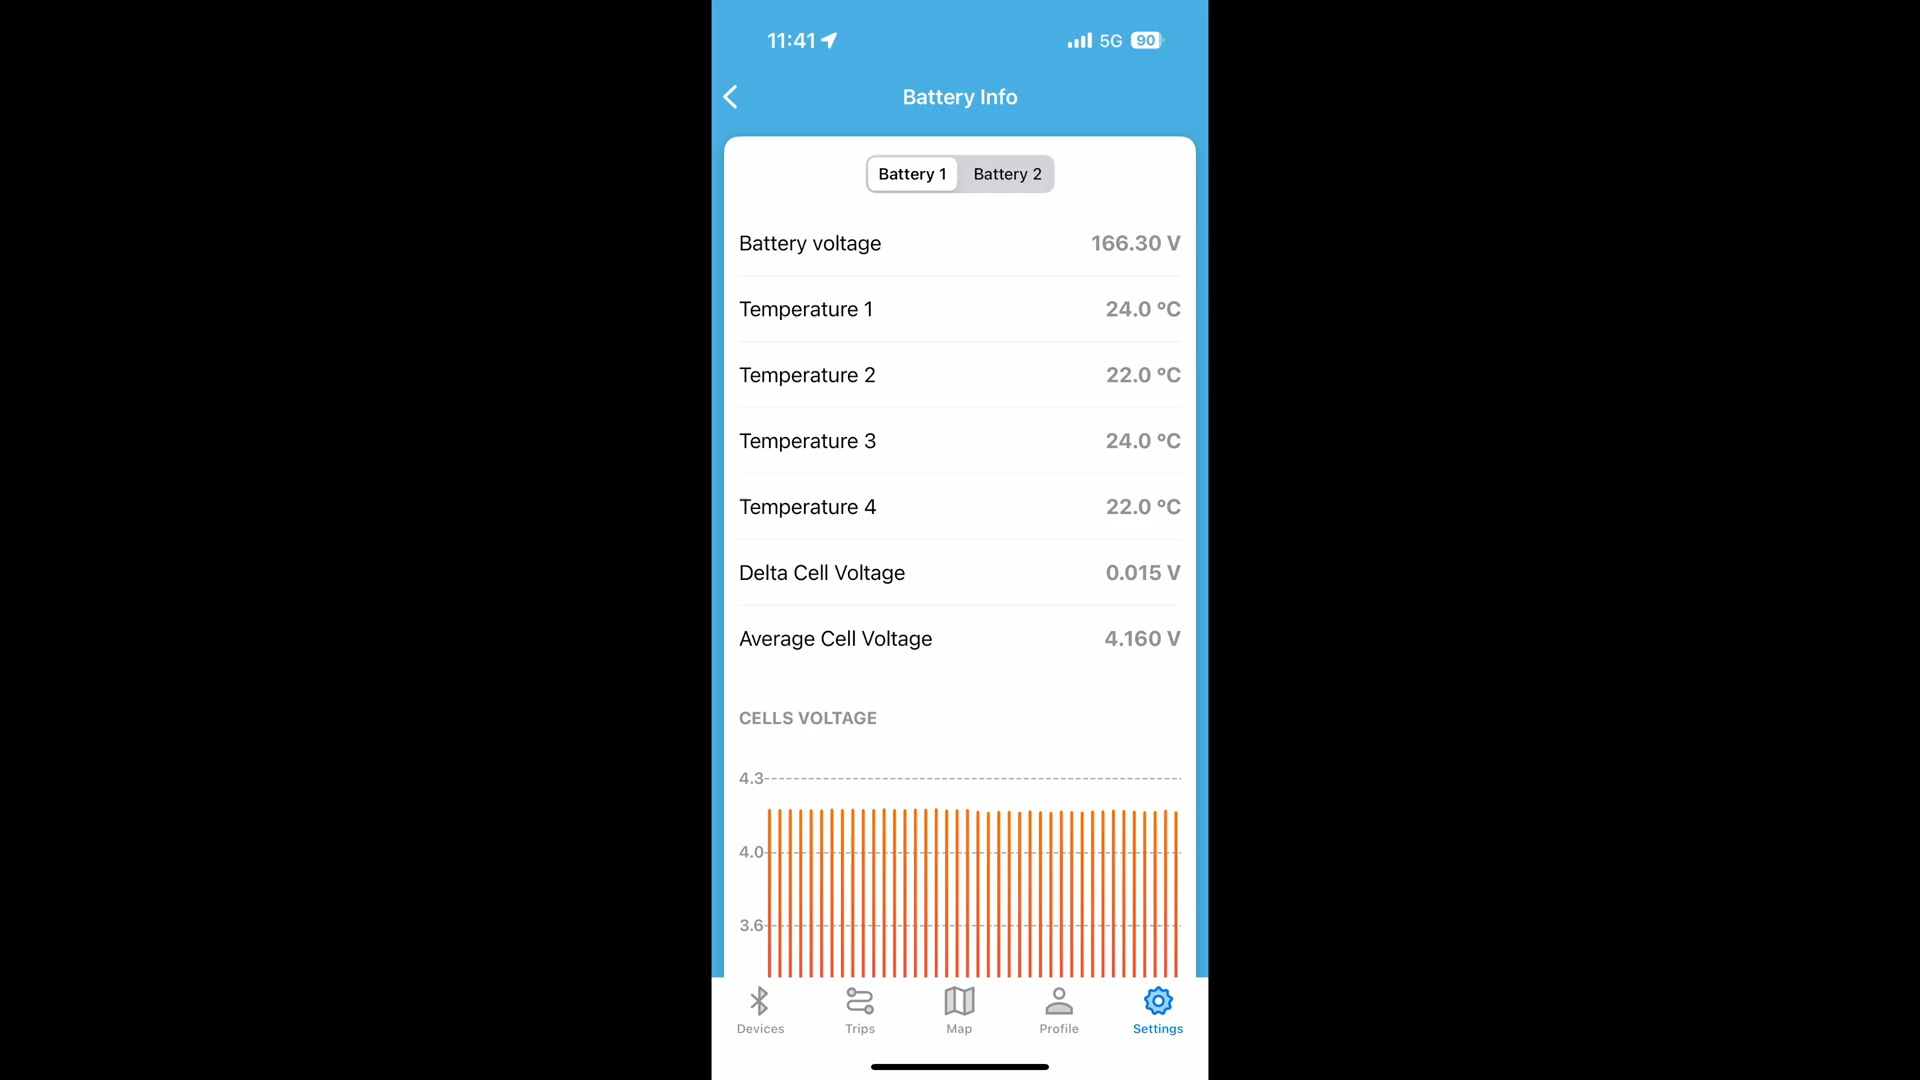 11:41
5G
90
Battery Info
Battery 1
Battery 2
Battery voltage 166.30 V
Temperature 1 24.0 °C
Temperature 2 22.0 °C
Temperature 3 24.0 °C
Temperature 4 22.0 °C
Delta Cell Voltage 0.015 V
Average Cell Voltage 4.160 V
CELLS VOLTAGE
4.3
4.0
3.6
Devices
Trips
Map
Profile
Settings